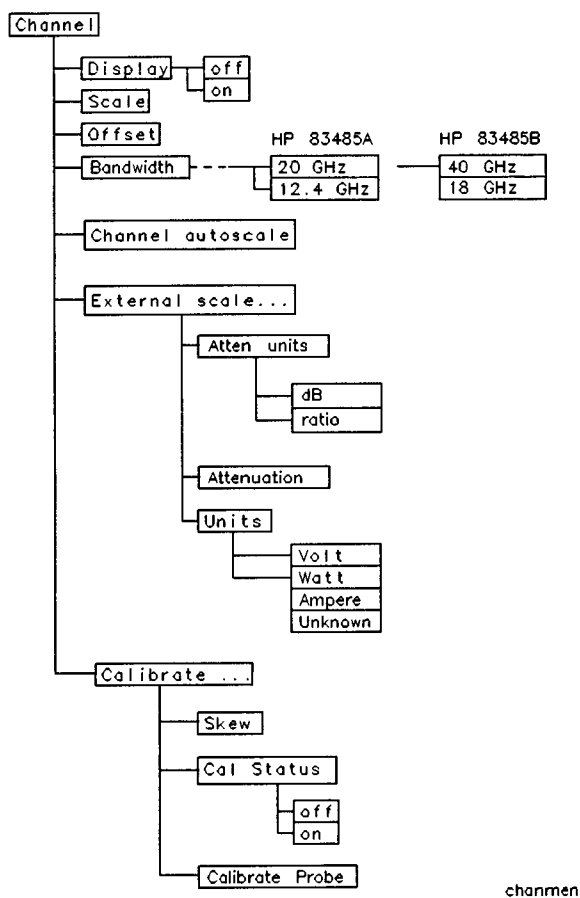 Channel
Display
off
on
Scale
Offset
HP 83485A
HP 83485B
Bandwidth
20 GHz
40 GHz
12.4 GHz
18 GHz
Channel autoscale
External scale...
Atten units
dB
ratio
Attenuation
Units
Volt
Watt
Ampere
Unknown
Calibrate ...
Skew
Cal Status
off
on
Calibrate Probe
chanmen